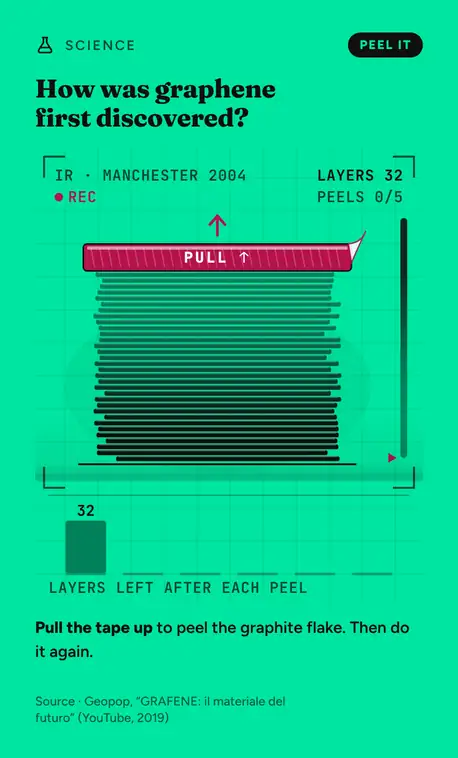 SCIENCE
PEEL IT
How was graphene
first discovered?
IR · MANCHESTER 2004
LAYERS 32
REC
PEELS 0/5
PULL ↑
32
LAYERS LEFT AFTER EACH PEEL
Pull the tape up to peel the graphite flake. Then do
it again.
Source · Geopop, "GRAFENE: il materiale del
futuro" (YouTube, 2019)